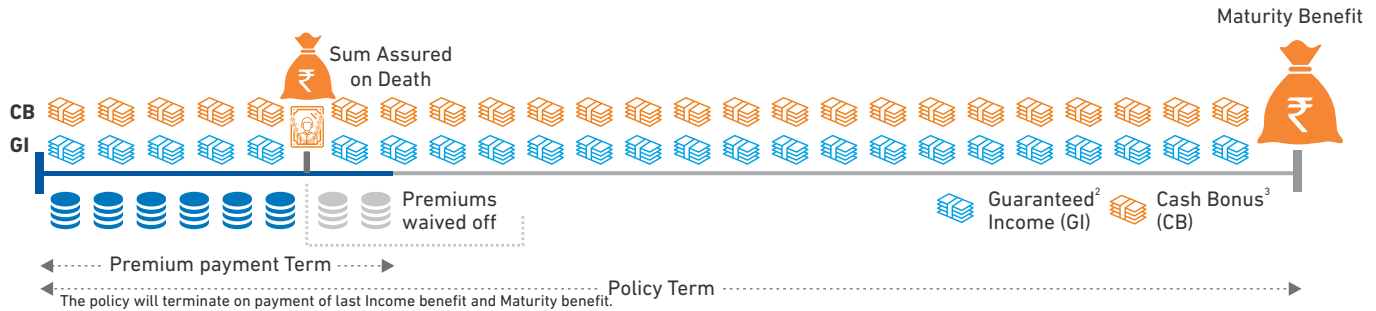 Maturity Benefit
Sum Assured
on Death
₹
₹
CB
GI
Premiums
waived off
Guaranteed²
Income (GI)
Cash Bonus³
(CB)
Premium payment Term
Policy Term
The policy will terminate on payment of last Income benefit and Maturity benefit.